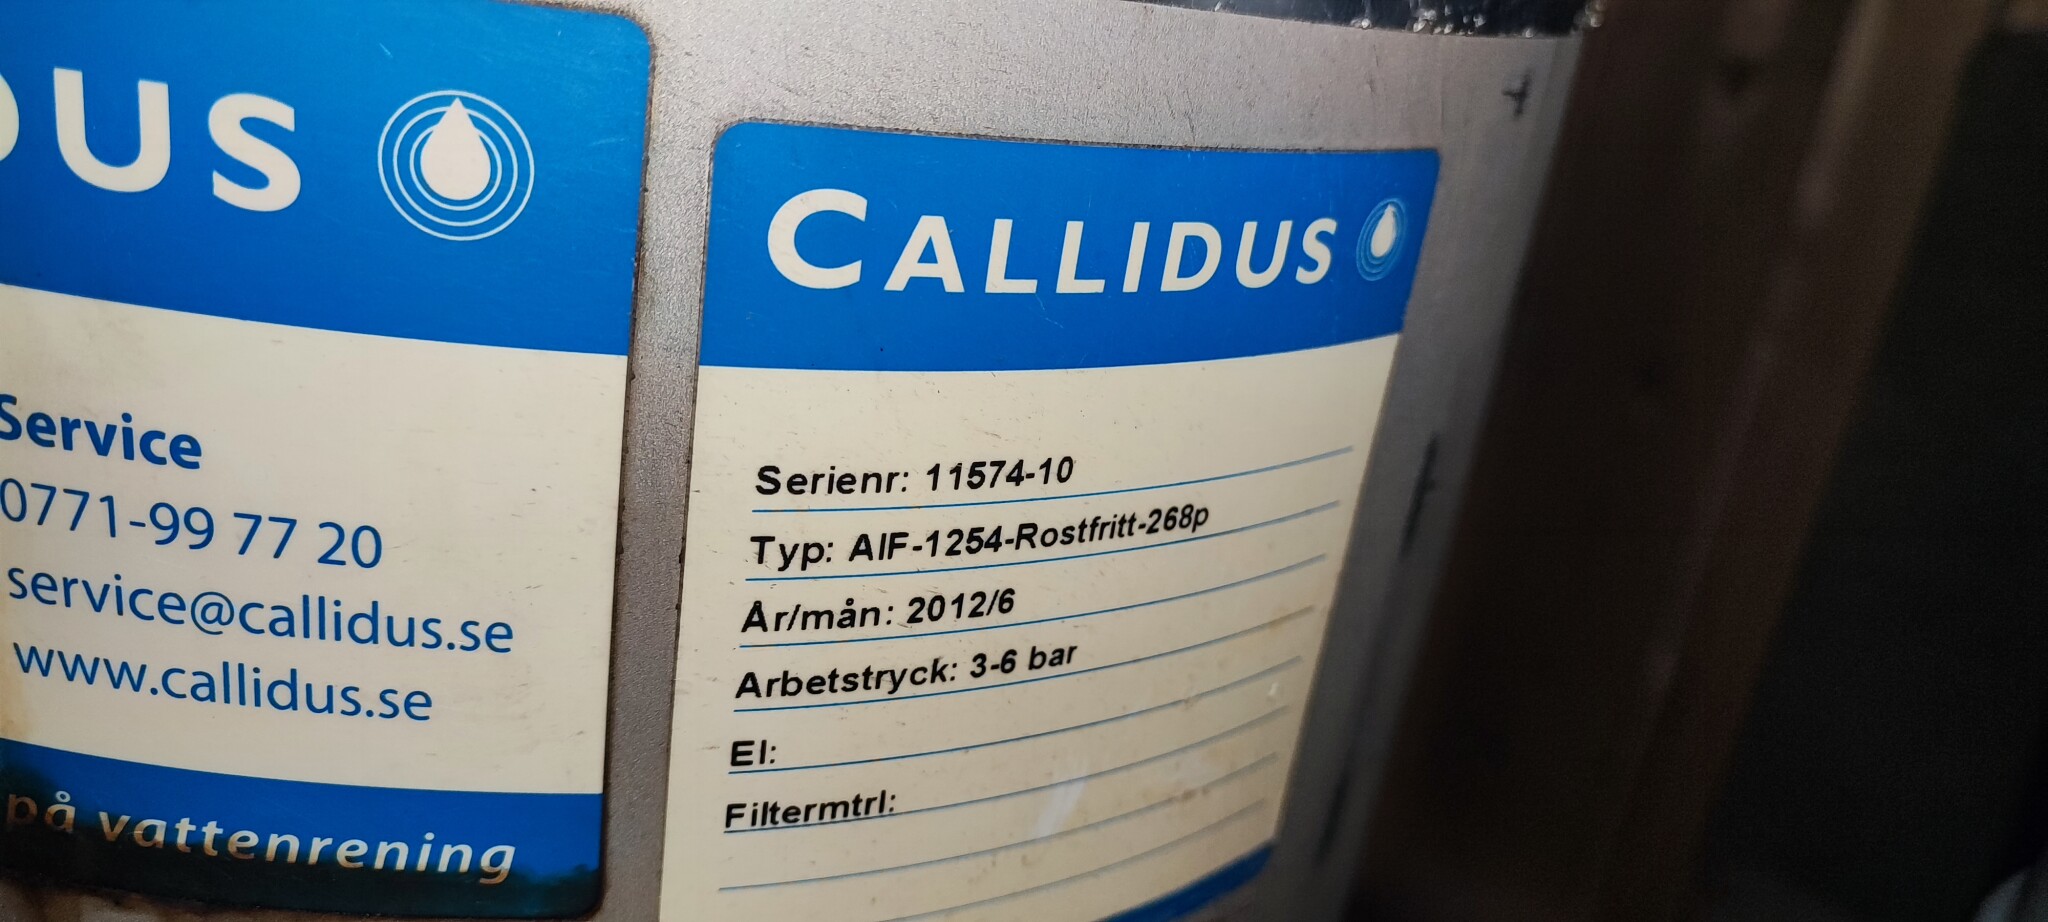 DUS
Service
0771-99 77 20
service@callidus.se
www.callidus.se
på vattenrening
CALLIDUS
Serienr: 11574-10
Typ: AIF-1254-Rostfritt-268p
År/mån: 2012/6
Arbetstryck: 3-6 bar
El:
Filtermtrl: